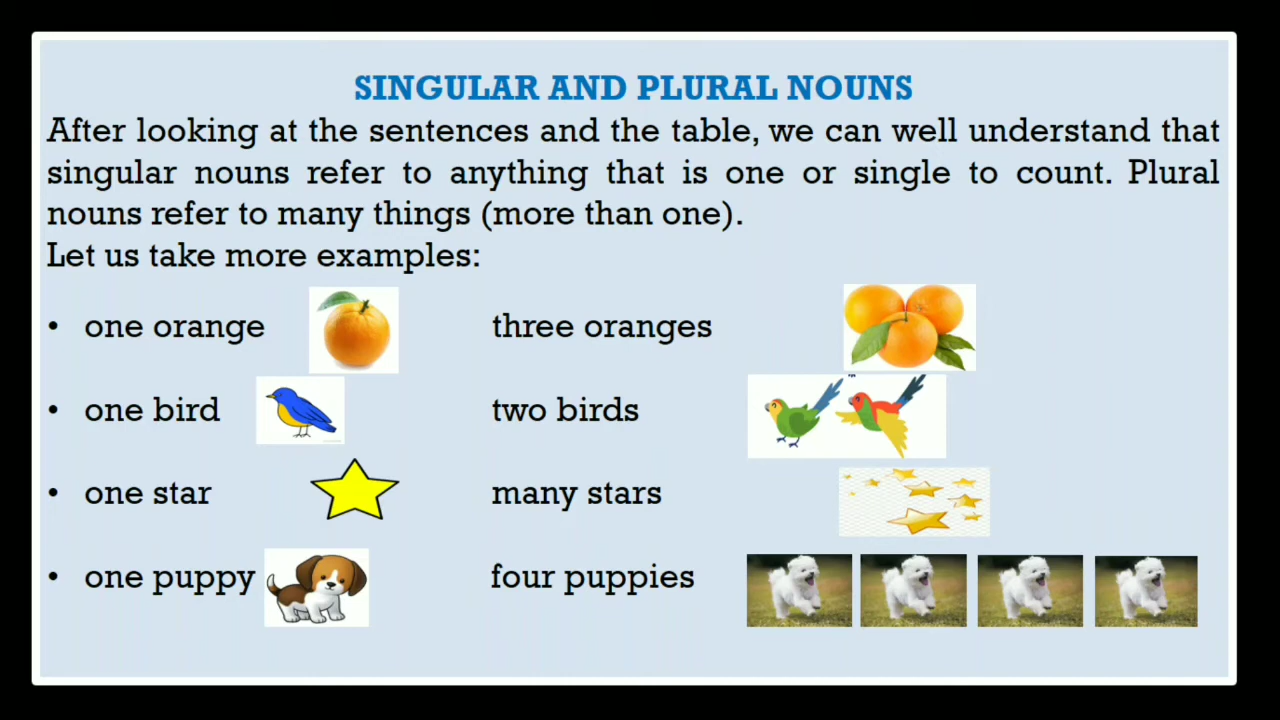 SINGULAR AND PLURAL NOUNS
After looking at the sentences and the table, we can well understand that
singular nouns refer to anything that is one or single to count. Plural
nouns refer to many things (more than one).
Let us take more examples:
• one orange three oranges
• one bird two birds
• one star many stars
• one puppy four puppies